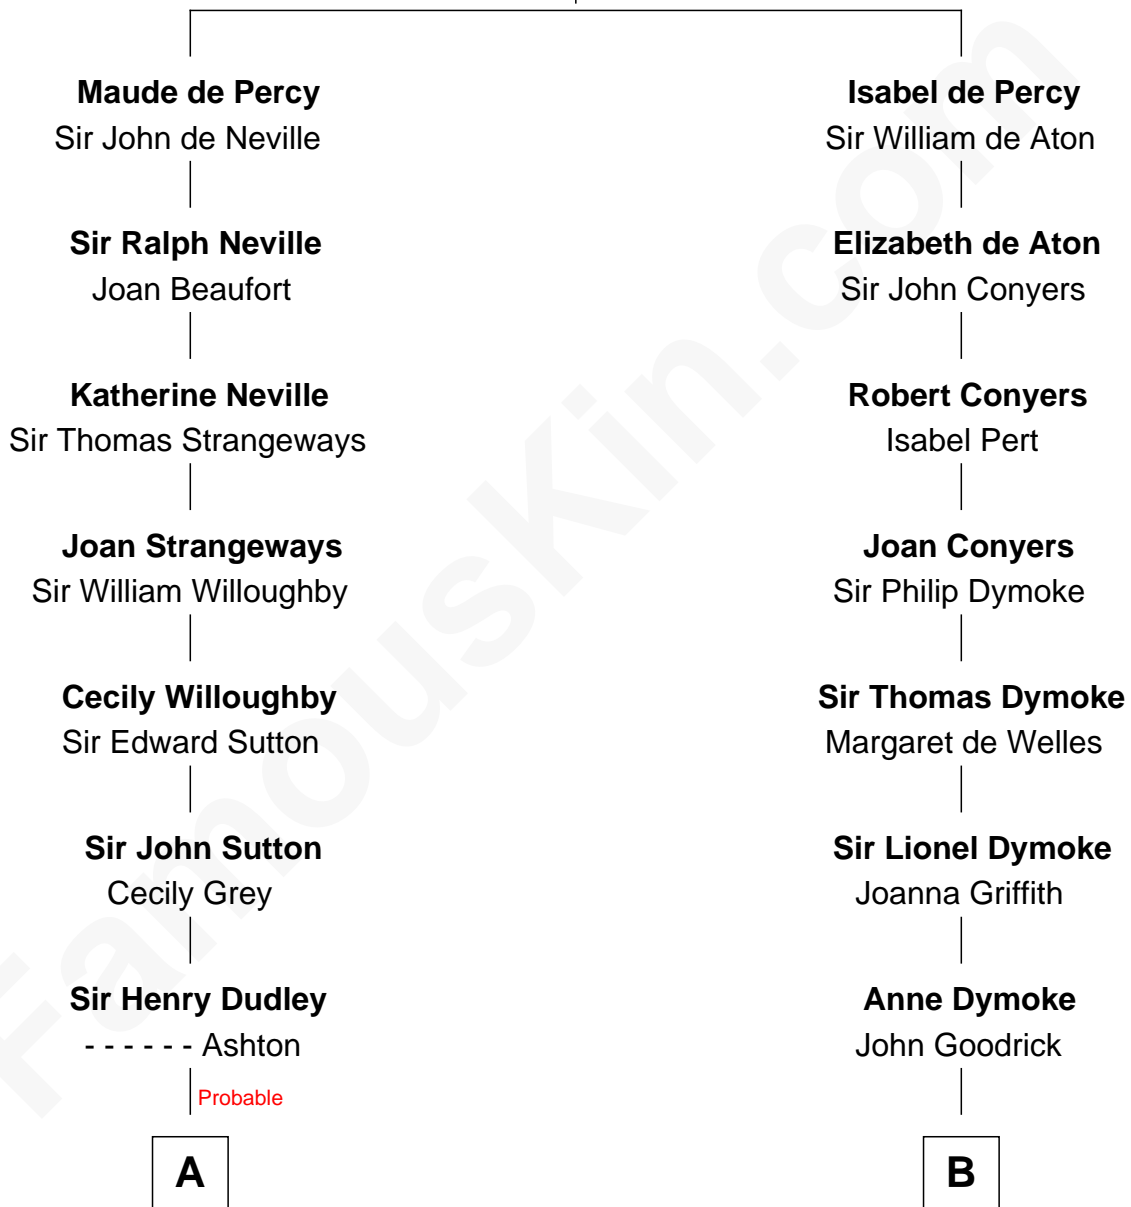 Maude de Percy
Sir John de Neville
Sir Ralph Neville
Joan Beaufort
Katherine Neville
Sir Thomas Strangeways
Joan Strangeways
Sir William Willoughby
Cecily Willoughby
Sir Edward Sutton
Sir John Sutton
Cecily Grey
Sir Henry Dudley
- - - - - - Ashton
Probable
A
Isabel de Percy
Sir William de Aton
Elizabeth de Aton
Sir John Conyers
Robert Conyers
Isabel Pert
Joan Conyers
Sir Philip Dymoke
Sir Thomas Dymoke
Margaret de Welles
Sir Lionel Dymoke
Joanna Griffith
Anne Dymoke
John Goodrick
B
FamousKin.com